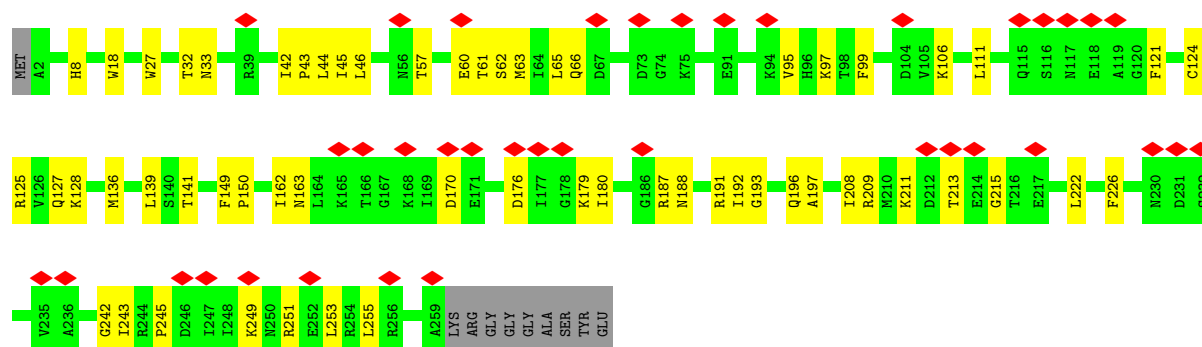 MET A2 H8 W18 W27 T32 N33 R39 I42 P43 L44 I45 L46 N56 T57 E60 T61 S62 M63 I64 L65 Q66 D67 D73 G74 K75 E91 K94 V95 H96 K97 T98 F99 D104 V105 K106 L111 Q115 S116 N117 E118 A119 G120 F121 C124
R125 V126 Q127 K128 M136 L139 S140 T141 F149 P150 I162 N163 L164 K165 T166 G167 K168 I169 D170 E171 D176 I177 G178 K179 I180 G186 R187 N188 R191 I192 G193 Q196 A197 I208 R209 M210 K211 D212 T213 E214 G215 T216 E217 L222 F226 N230 D231
V235 A236 G242 I243 R244 P245 D246 I247 I248 K249 N250 R251 E252 L253 R254 L255 R256 A259 LYS ARG GLY GLY GLY ALA SER TYR GLU